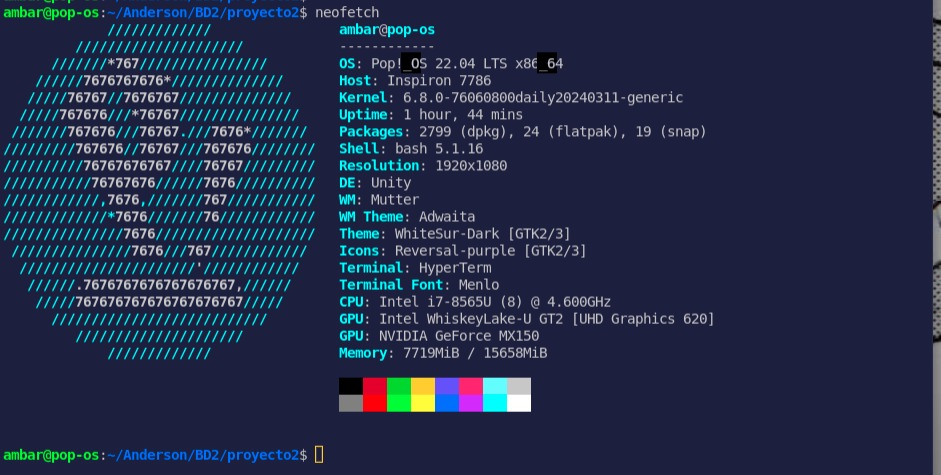 ambar@pop-os:~/Anderson/BD2/proyecto2$ neofetch
             /////////////                ambar@pop-os
         /////////////////////            ------------
      ///////*767////////////////         OS: Pop!_OS 22.04 LTS x86_64
    //////7676767676*//////////////       Host: Inspiron 7786
   /////76767//7676767//////////////      Kernel: 6.8.0-76060800daily20240311-generic
  /////767676///*76767///////////////     Uptime: 1 hour, 44 mins
 ///////767676///76767.///7676*///////    Packages: 2799 (dpkg), 24 (flatpak), 19 (snap)
/////////767676//76767///767676////////   Shell: bash 5.1.16
//////////76767676767////76767/////////   Resolution: 1920x1080
///////////76767676//////7676//////////   DE: Unity
////////////,7676,///////767///////////   WM: Mutter
/////////////*7676///////76////////////   WM Theme: Adwaita
///////////////7676////////////////////   Theme: WhiteSur-Dark [GTK2/3]
 ///////////////7676///767////////////    Icons: Reversal-purple [GTK2/3]
  //////////////////////'////////////     Terminal: HyperTerm
   //////.7676767676767676767,//////      Terminal Font: Menlo
    /////767676767676767676767/////       CPU: Intel i7-8565U (8) @ 4.600GHz
      ///////////////////////////         GPU: Intel WhiskeyLake-U GT2 [UHD Graphics 620]
         /////////////////////            GPU: NVIDIA GeForce MX150
             /////////////                Memory: 7719MiB / 15658MiB
ambar@pop-os:~/Anderson/BD2/proyecto2$